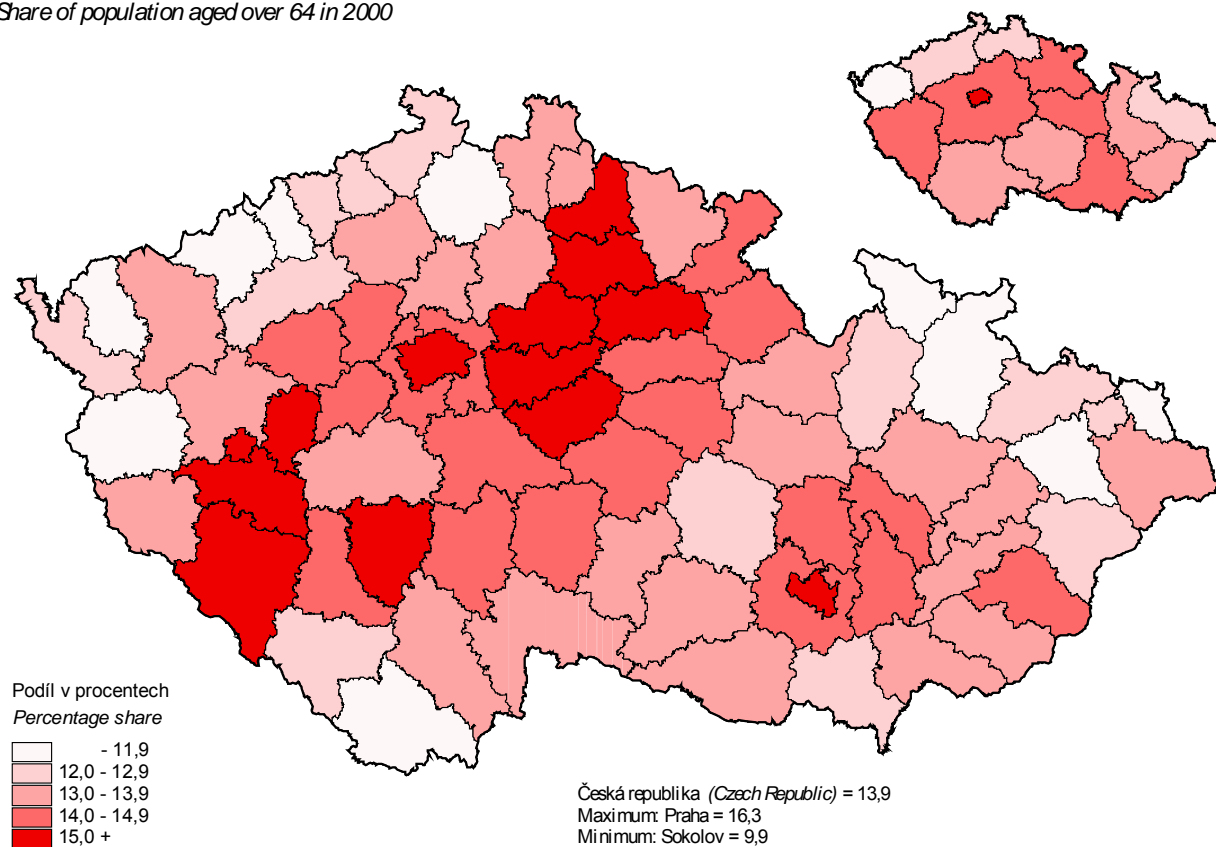 Share of population aged over 64 in 2000
Podíl v procentech
Percentage share
- 11,9
12,0 - 12,9
13,0 - 13,9
14,0 - 14,9
15,0 +
Česká republika (Czech Republic) = 13,9
Maximum: Praha = 16,3
Minimum: Sokolov = 9,9